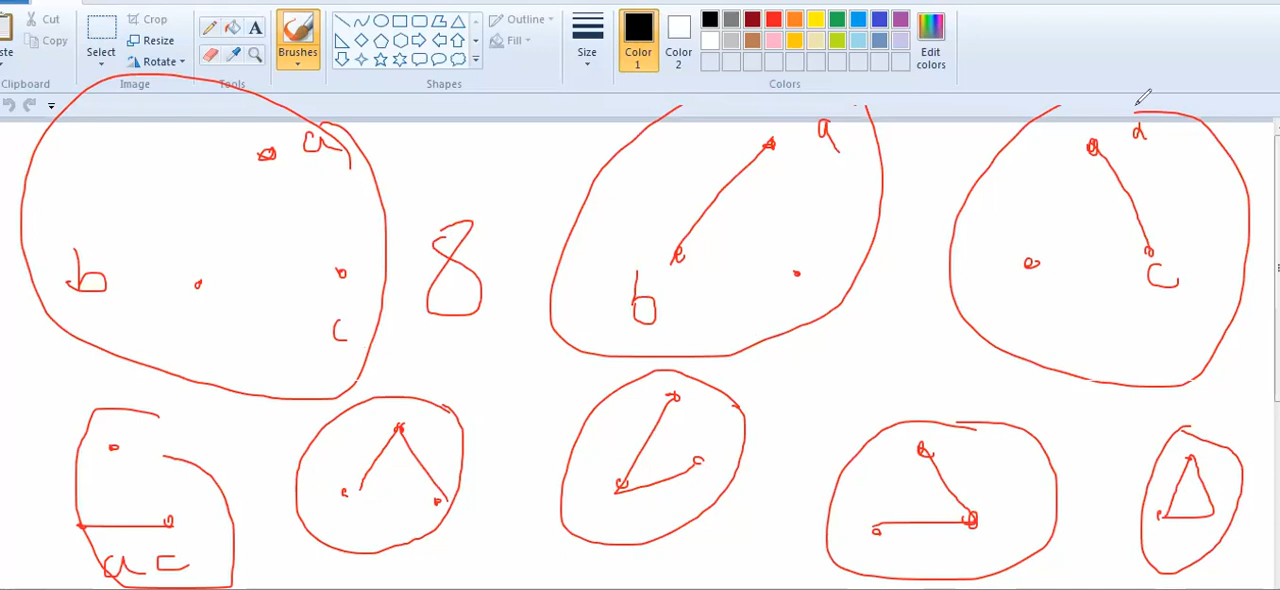 Cut
Copy
Clipboard
Select
Crop
Resize
Rotate
Image
A
Tools
Brushes
Shapes
Outline
Fill
Size
Color 1
Color 2
Edit colors
Colors
a
b
c
8
a
b
c
a c